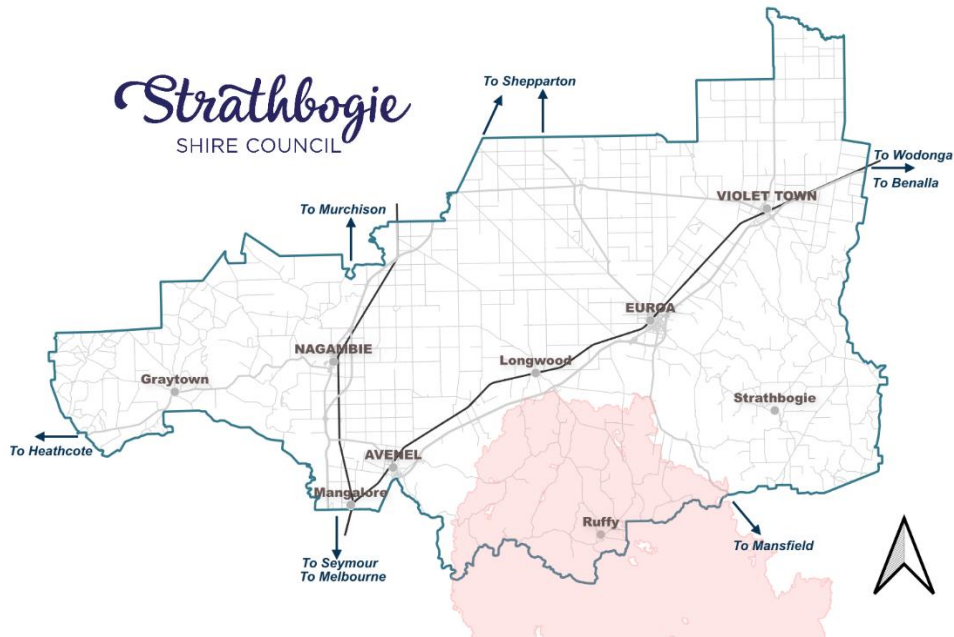 Strathbogie
SHIRE COUNCIL
To Shepparton
To Wodonga
To Benalla
VIOLET TOWN
To Murchison
EUROA
NAGAMBIE
Longwood
Graytown
Strathbogie
To Heathcote
AVENEL
Mangalore
Ruffy
To Mansfield
To Seymour
To Melbourne